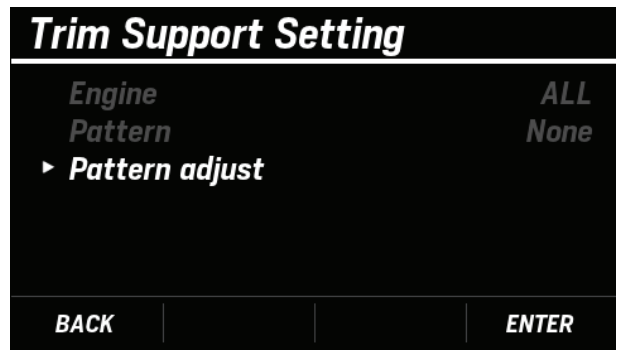 Trim Support Setting
Engine ALL
Pattern None
Pattern adjust
BACK ENTER